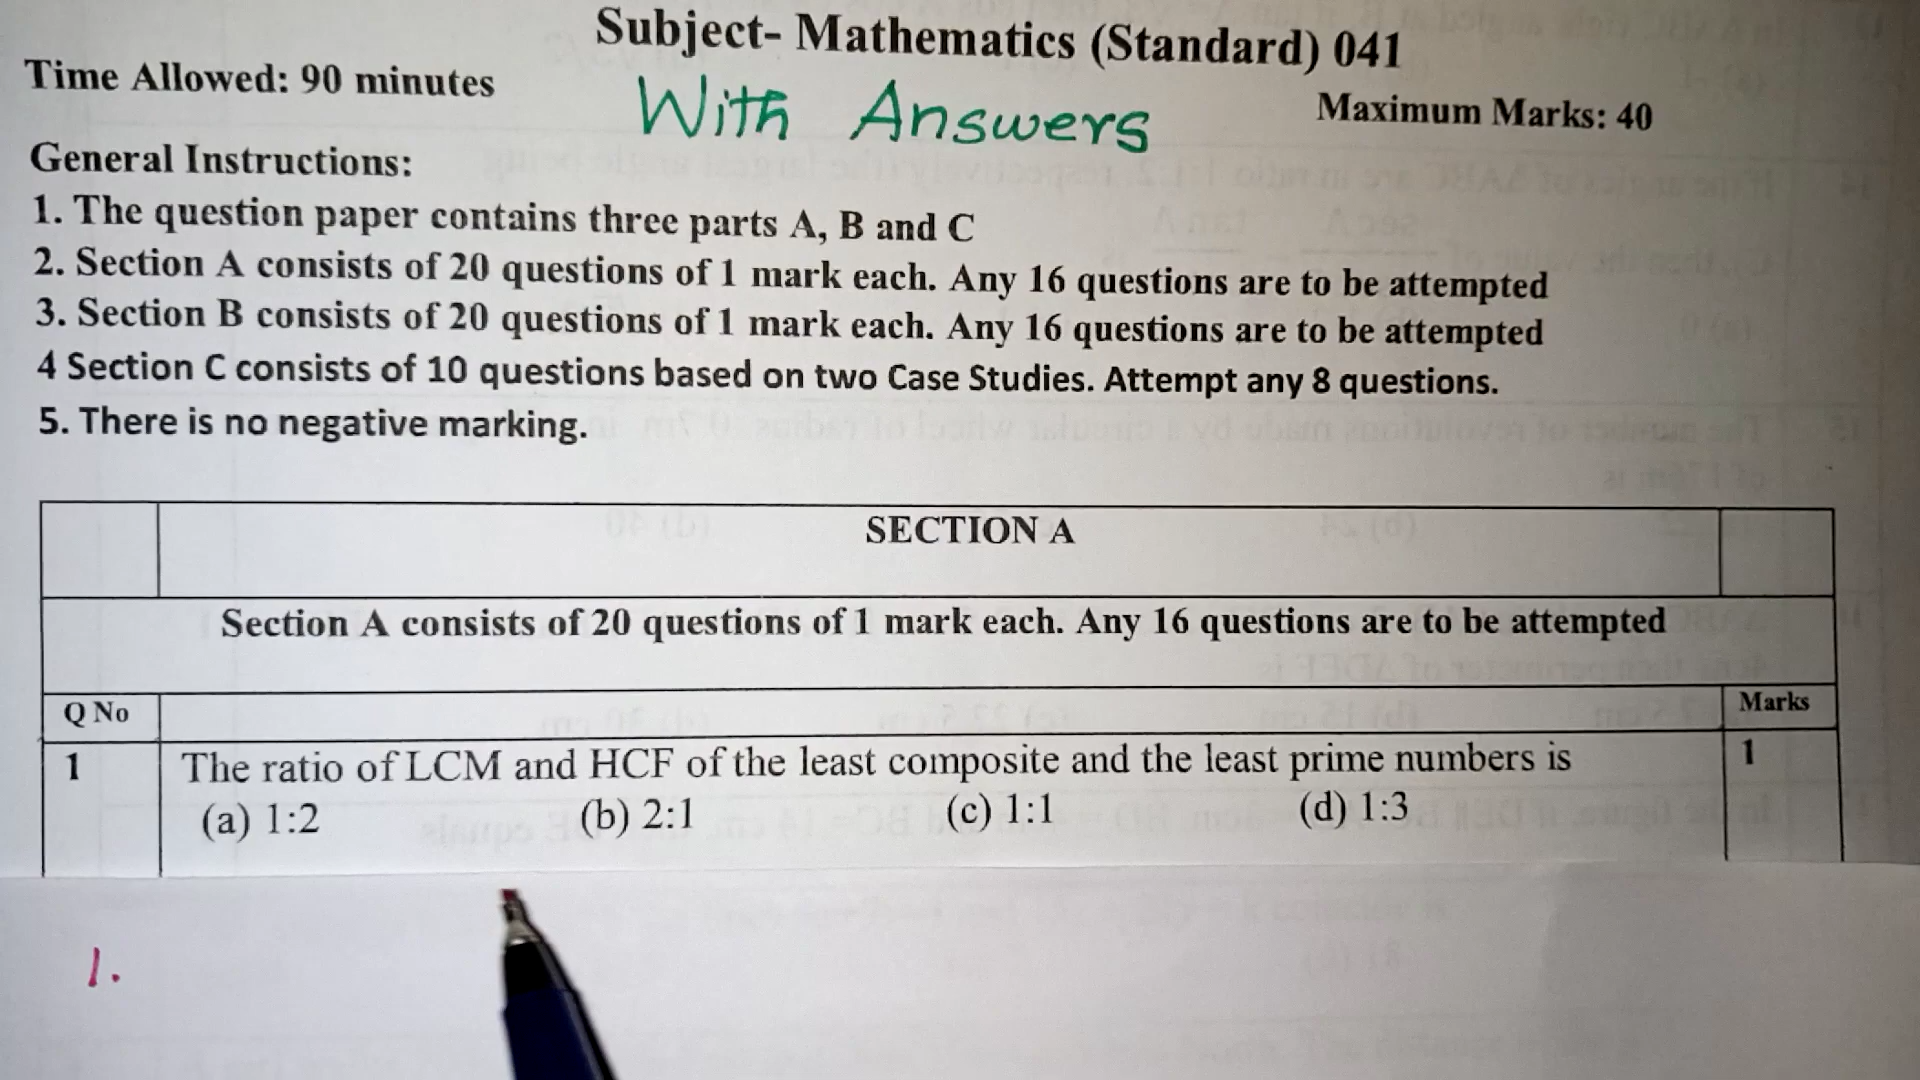 Subject- Mathematics (Standard) 041
Time Allowed: 90 minutes
With Answers
Maximum Marks: 40
General Instructions:
1. The question paper contains three parts A, B and C
2. Section A consists of 20 questions of 1 mark each. Any 16 questions are to be attempted
3. Section B consists of 20 questions of 1 mark each. Any 16 questions are to be attempted
4 Section C consists of 10 questions based on two Case Studies. Attempt any 8 questions.
5. There is no negative marking.
SECTION A
Section A consists of 20 questions of 1 mark each. Any 16 questions are to be attempted
Q No Marks
1 The ratio of LCM and HCF of the least composite and the least prime numbers is 1
(a) 1:2 (b) 2:1 (c) 1:1 (d) 1:3
1.